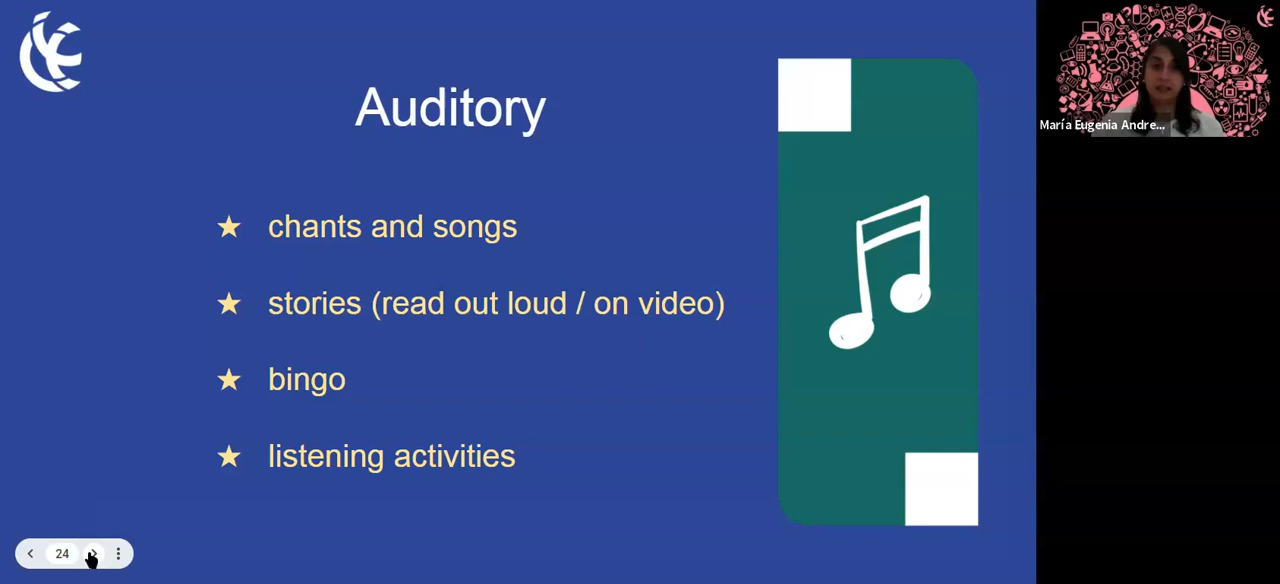 Auditory
★ chants and songs
★ stories (read out loud / on video)
★ bingo
★ listening activities
24
María Eugenia Andre...